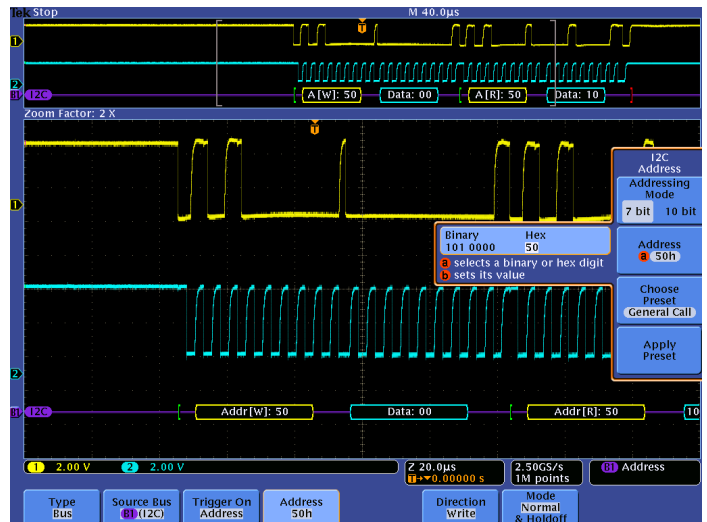 Tek Stop
M 40.0µs
T
1
2
B1 I2C
A[W]: 50
Data: 00
A[R]: 50
Data: 10
Zoom Factor: 2 X
T
1
I2C
Address
Addressing
Mode
7 bit 10 bit
Binary Hex
101 0000 50
a selects a binary or hex digit
b sets its value
Address
a 50h
Choose
Preset
General Call
Apply
Preset
2
B1 I2C
Addr[W]: 50
Data: 00
Addr[R]: 50
10
1 2.00 V
2 2.00 V
Z 20.0µs
T→▼0.00000 s
2.50GS/s
1M points
B1 Address
Type
Bus
Source Bus
B1 (I2C)
Trigger On
Address
Address
50h
Direction
Write
Mode
Normal
& Holdoff